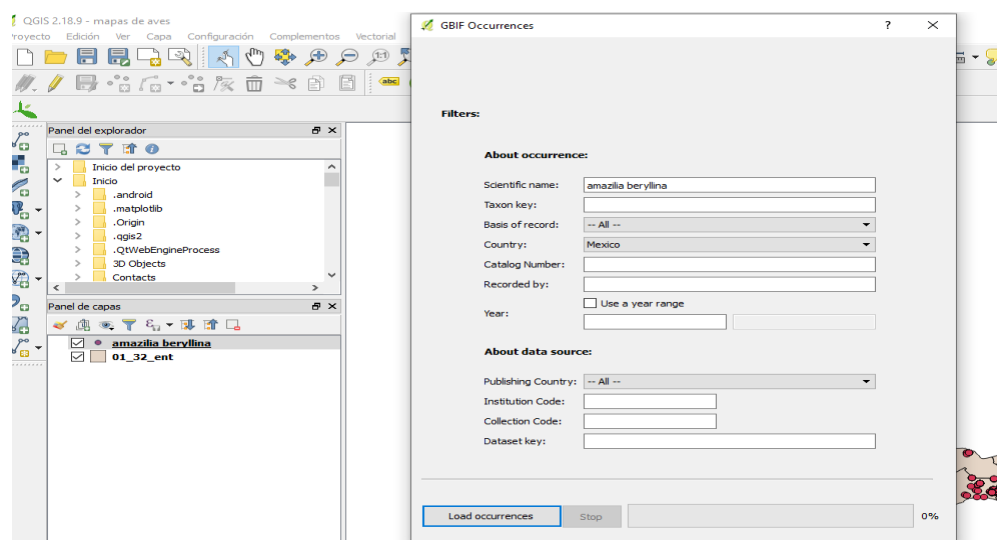 QGIS 2.18.9 - mapas de aves
royecto Edición Ver Capa Configuración Complementos Vectorial
abc
Panel del explorador
Inicio del proyecto
Inicio
.android
.matplotlib
.Origin
.qgis2
.QtWebEngineProcess
3D Objects
Contacts
Panel de capas
amazilia beryllina
01_32_ent
GBIF Occurrences
Filters:
About occurrence:
Scientific name: amazilia beryllina
Taxon key:
Basis of record: -- All --
Country: Mexico
Catalog Number:
Recorded by:
Use a year range
Year:
About data source:
Publishing Country: -- All --
Institution Code:
Collection Code:
Dataset key:
Load occurrences Stop 0%